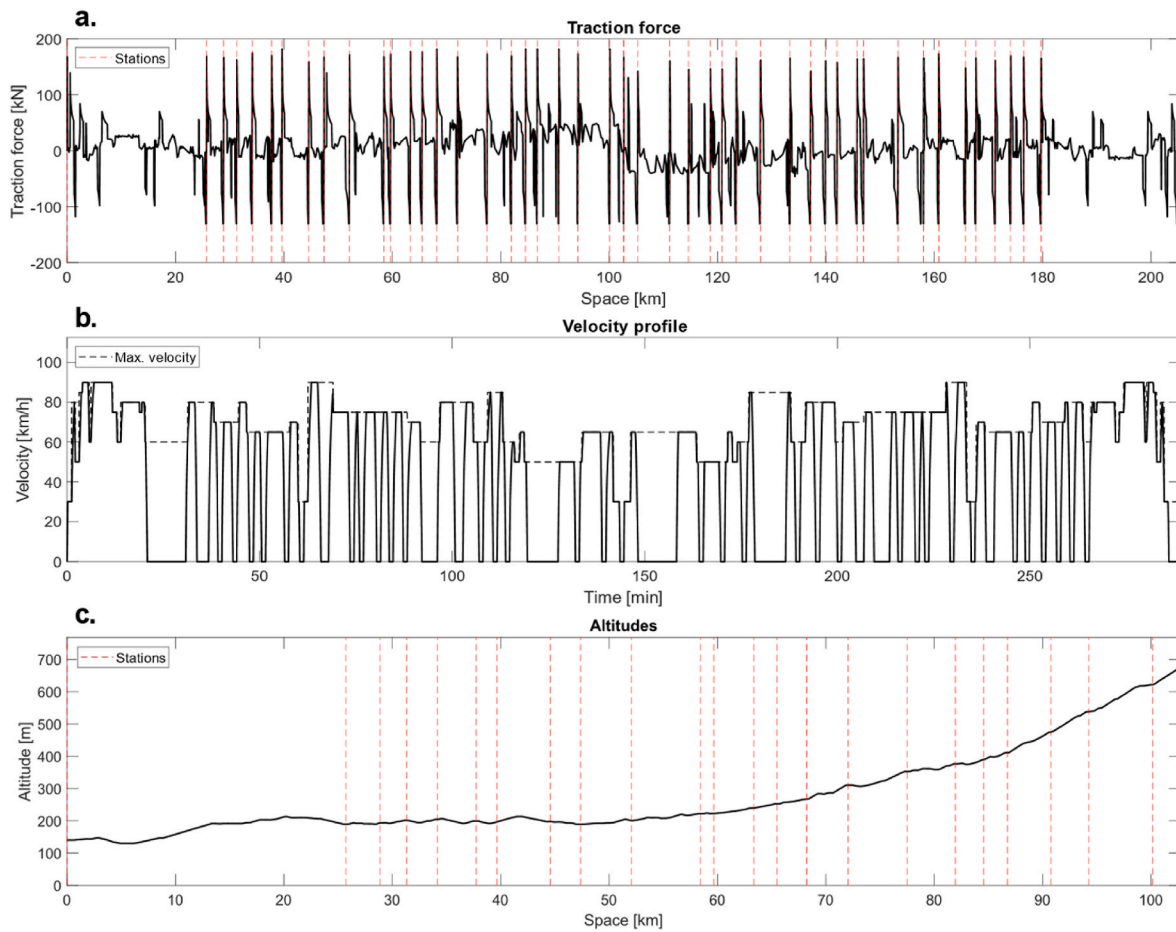 a.
Traction force
Stations
200
100
0
-100
-200
Traction force [kN]
0 20 40 60 80 100 120 140 160 180 200
Space [km]
b.
Velocity profile
Max. velocity
100
80
60
40
20
0
Velocity [km/h]
0 50 100 150 200 250
Time [min]
c.
Altitudes
Stations
700
600
500
400
300
200
100
0
Altitude [m]
0 10 20 30 40 50 60 70 80 90 100
Space [km]